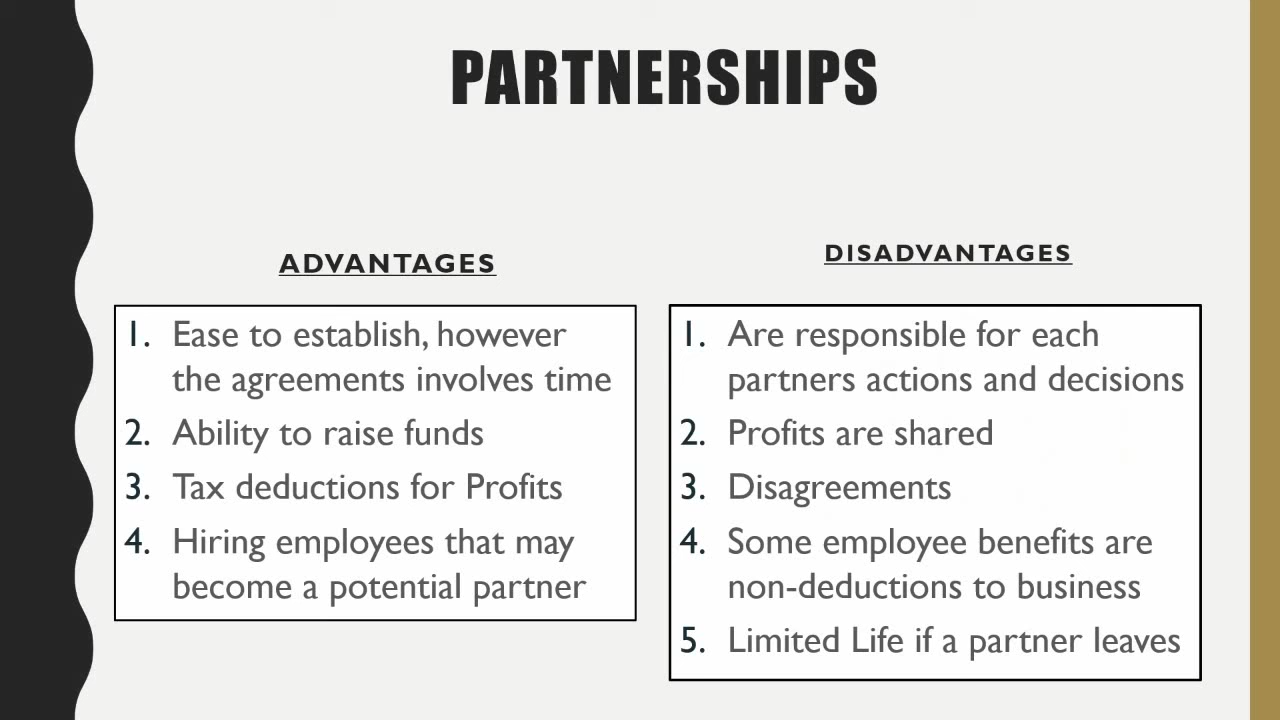 PARTNERSHIPS
ADVANTAGES
1. Ease to establish, however
the agreements involves time
2. Ability to raise funds
3. Tax deductions for Profits
4. Hiring employees that may
become a potential partner
DISADVANTAGES
1. Are responsible for each
partners actions and decisions
2. Profits are shared
3. Disagreements
4. Some employee benefits are
non-deductions to business
5. Limited Life if a partner leaves